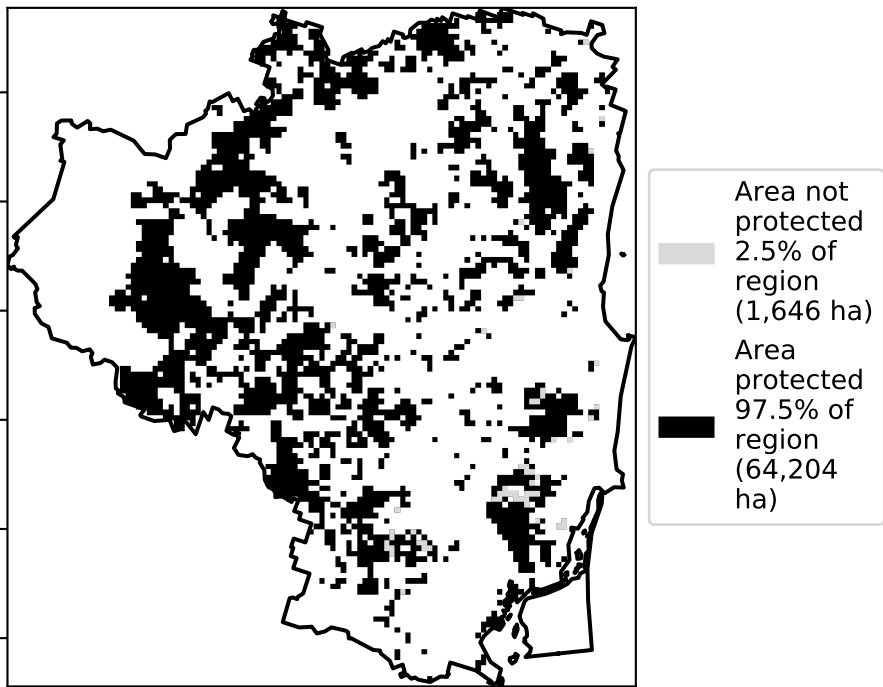 Area not
protected
2.5% of
region
(1,646 ha)
Area
protected
97.5% of
region
(64,204
ha)